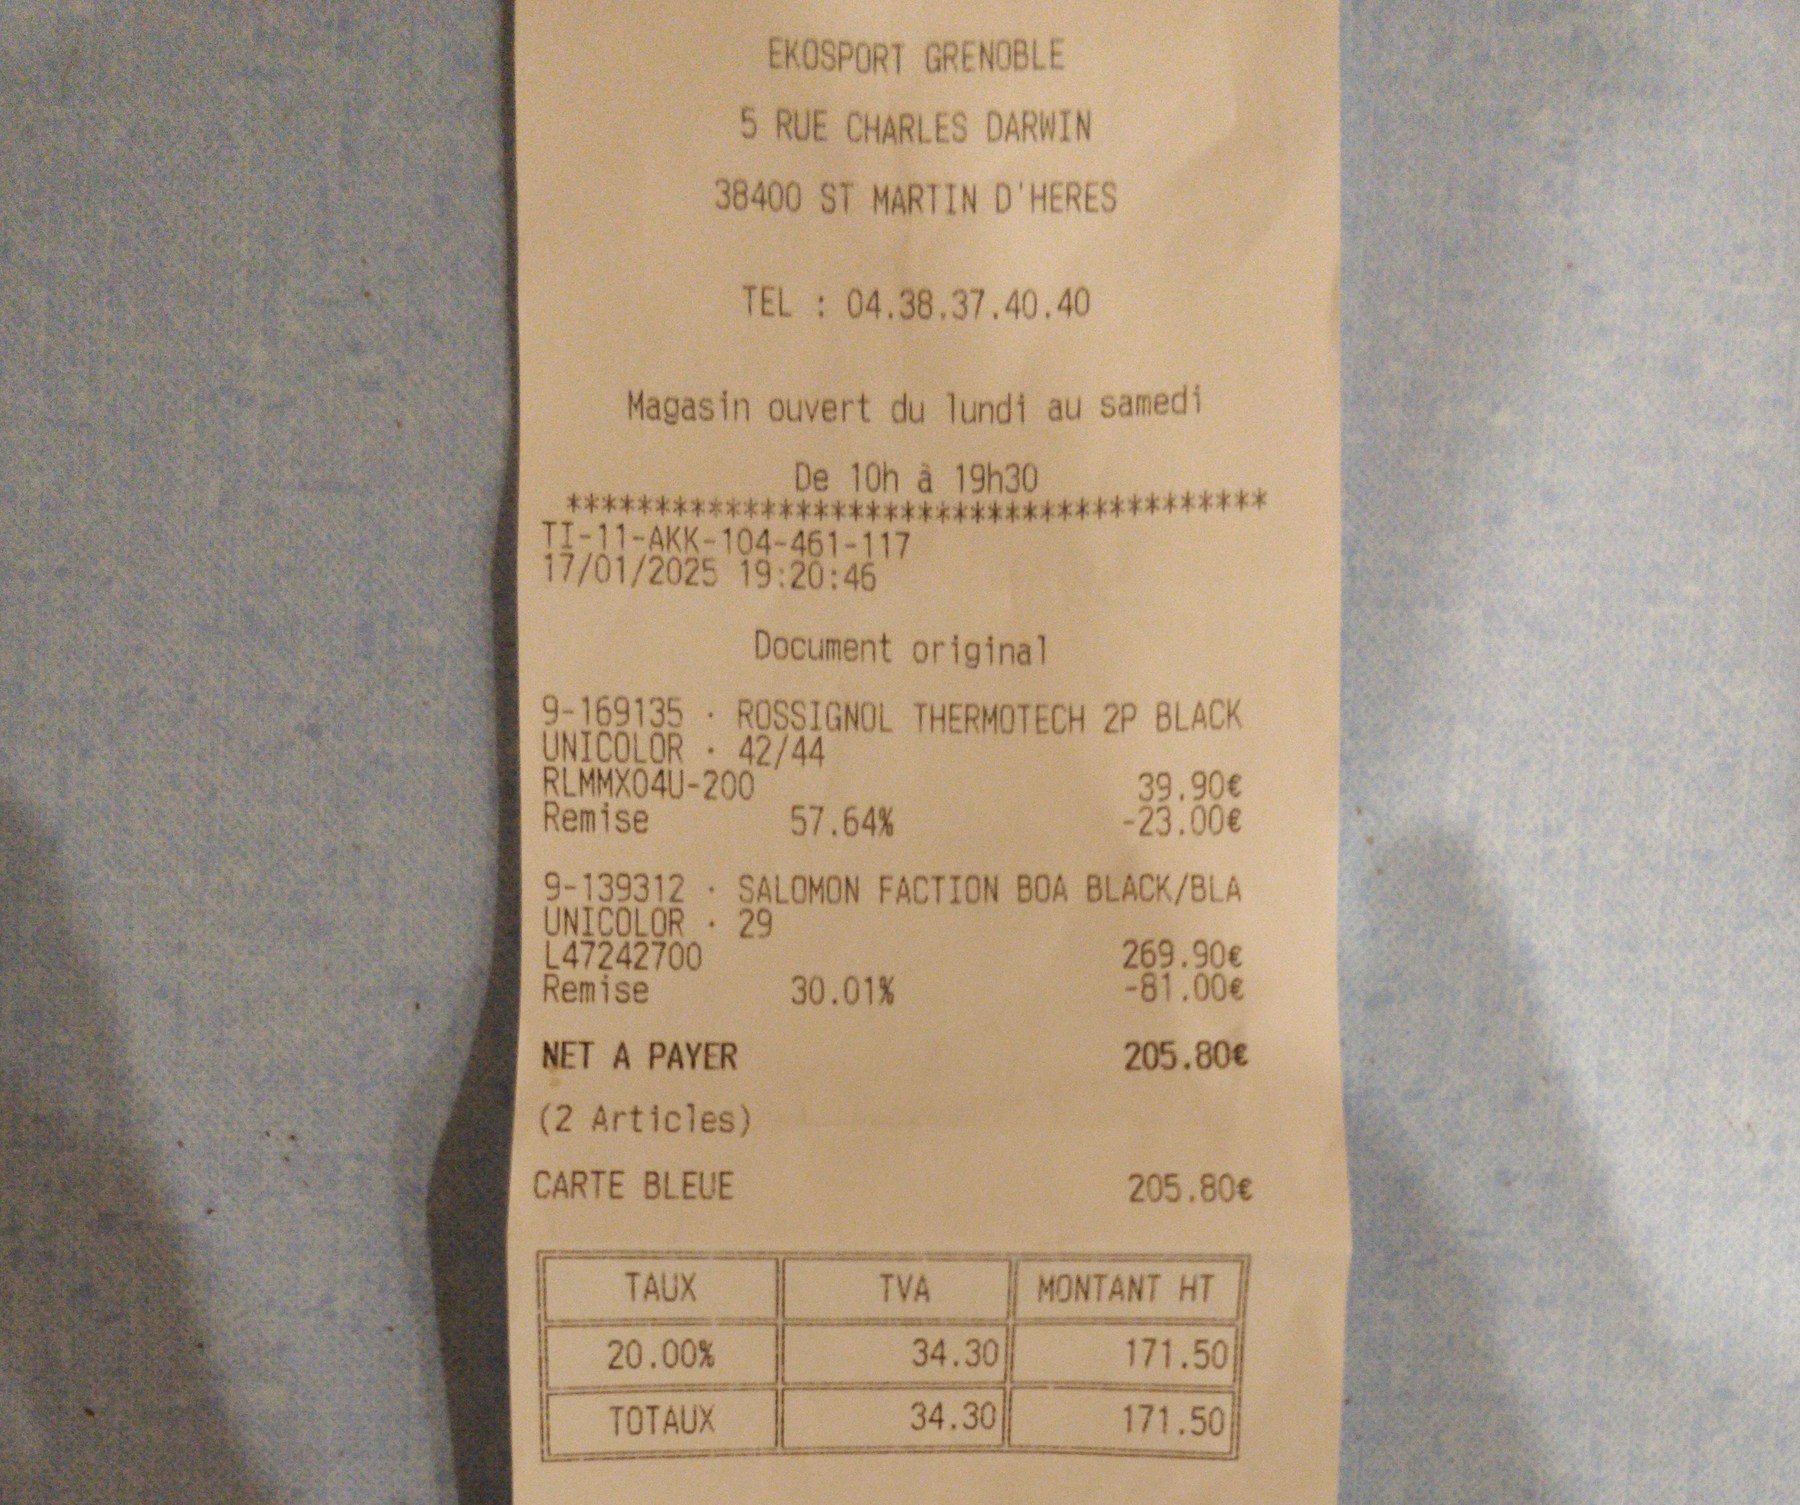 EKOSPORT GRENOBLE
5 RUE CHARLES DARWIN
38400 ST MARTIN D'HERES
TEL : 04.38.37.40.40
Magasin ouvert du lundi au samedi
De 10h à 19h30
****************************************
TI-11-AKK-104-461-117
17/01/2025 19:20:46
Document original
9-169135 · ROSSIGNOL THERMOTECH 2P BLACK
UNICOLOR · 42/44
RLMMX04U-200 39.90€
Remise 57.64% -23.00€
9-139312 · SALOMON FACTION BOA BLACK/BLA
UNICOLOR · 29
L47242700 269.90€
Remise 30.01% -81.00€
NET A PAYER 205.80€
(2 Articles)
CARTE BLEUE 205.80€
TAUX TVA MONTANT HT
20.00% 34.30 171.50
TOTAUX 34.30 171.50